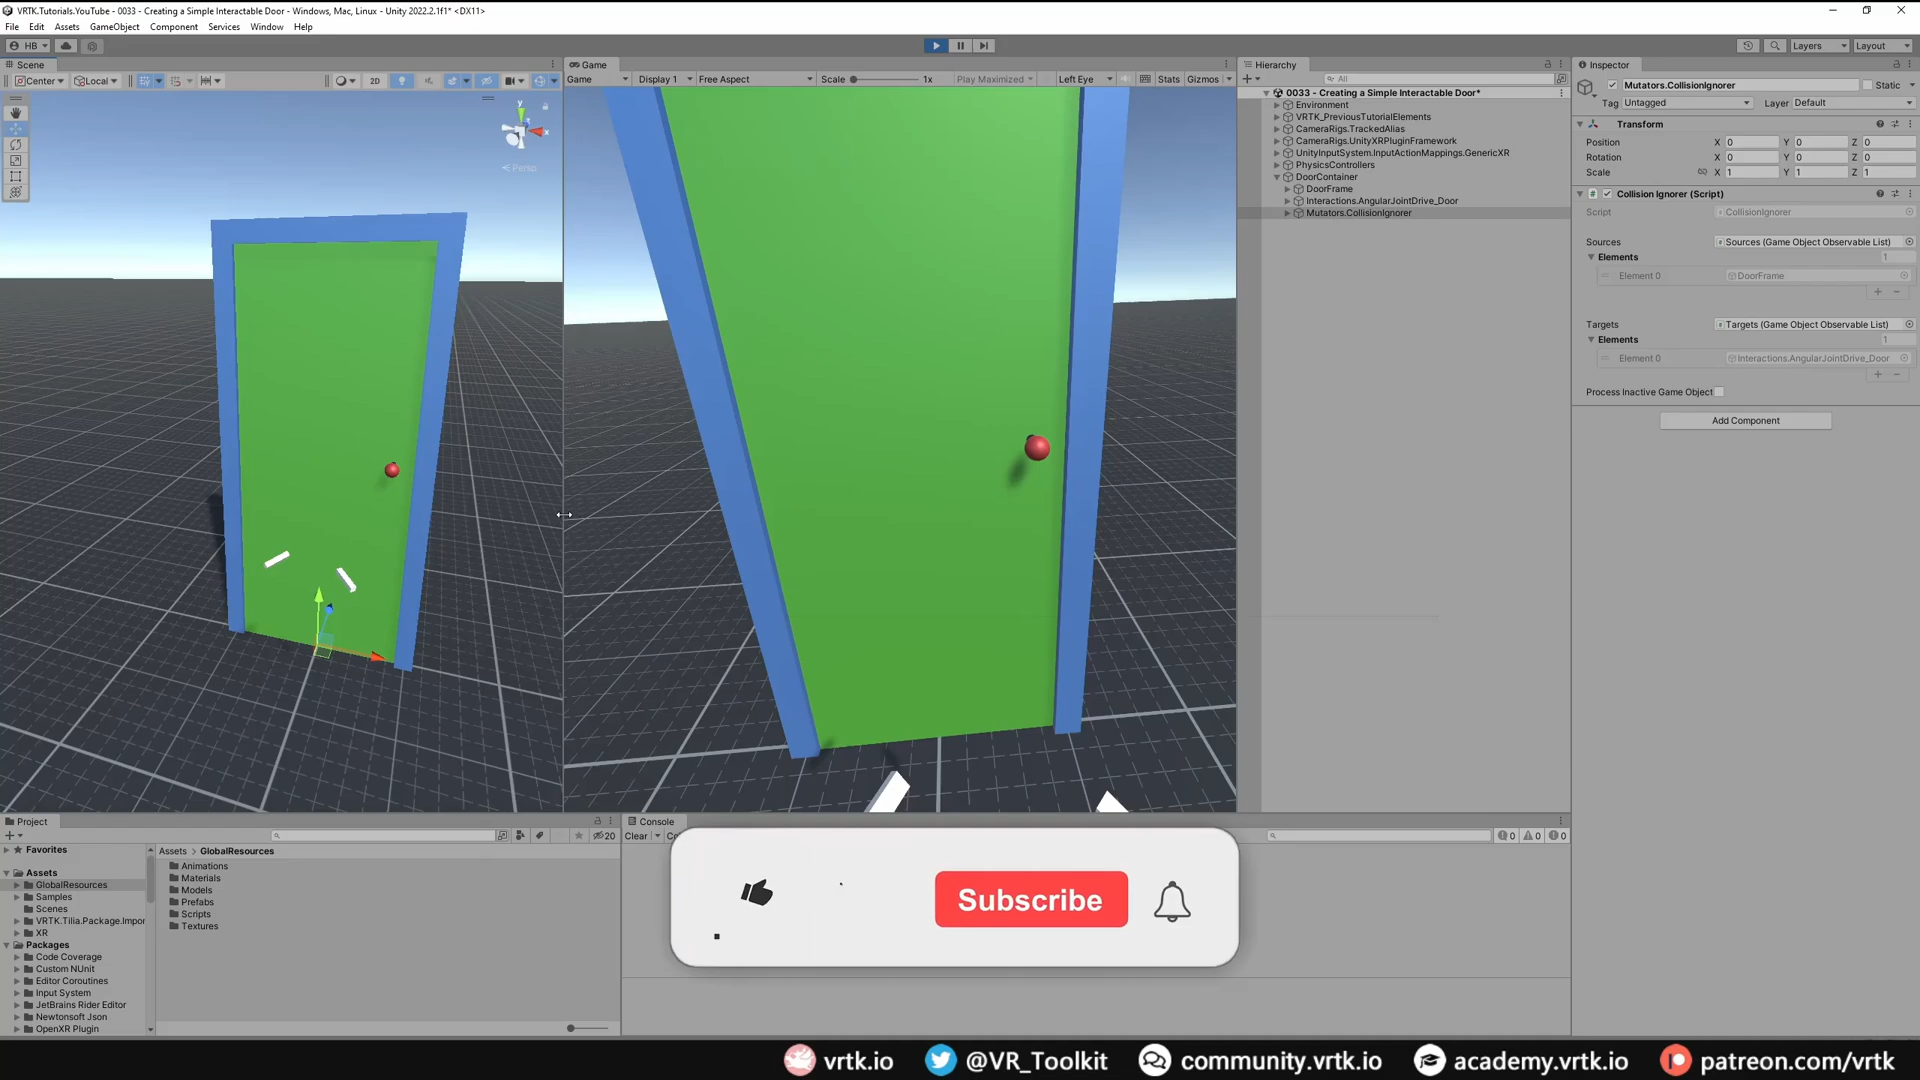 VRTK.Tutorials.YouTube - 0033 - Creating a Simple Interactable Door - Windows, Mac, Linux - Unity 2022.2.1f1* <DX11>
File Edit Assets GameObject Component Services Window Help
HB
Layers Layout
Scene
Center Local 2D
y
x
Persp
Game
Game Display 1 Free Aspect Scale 1x Play Maximized Left Eye Stats Gizmos
Hierarchy
All
0033 - Creating a Simple Interactable Door*
Environment
VRTK_PreviousTutorialElements
CameraRigs.TrackedAlias
CameraRigs.UnityXRPluginFramework
UnityInputSystem.InputActionMappings.GenericXR
PhysicsControllers
DoorContainer
DoorFrame
Interactions.AngularJointDrive_Door
Mutators.CollisionIgnorer
Inspector
Mutators.CollisionIgnorer Static
Tag Untagged Layer Default
Transform
Position X 0 Y 0 Z 0
Rotation X 0 Y 0 Z 0
Scale X 1 Y 1 Z 1
Collision Ignorer (Script)
Script CollisionIgnorer
Sources Sources (Game Object Observable List)
Elements 1
Element 0 DoorFrame
+ -
Targets Targets (Game Object Observable List)
Elements 1
Element 0 Interactions.AngularJointDrive_Door
+ -
Process Inactive Game Object
Add Component
Project
20
Favorites
Assets
GlobalResources
Samples
Scenes
VRTK.Tilia.Package.Impor
XR
Packages
Code Coverage
Custom NUnit
Editor Coroutines
Input System
JetBrains Rider Editor
Newtonsoft Json
OpenXR Plugin
Assets > GlobalResources
Animations
Materials
Models
Prefabs
Scripts
Textures
Console
Clear
0 0 0
Subscribe
vrtk.io @VR_Toolkit community.vrtk.io academy.vrtk.io patreon.com/vrtk